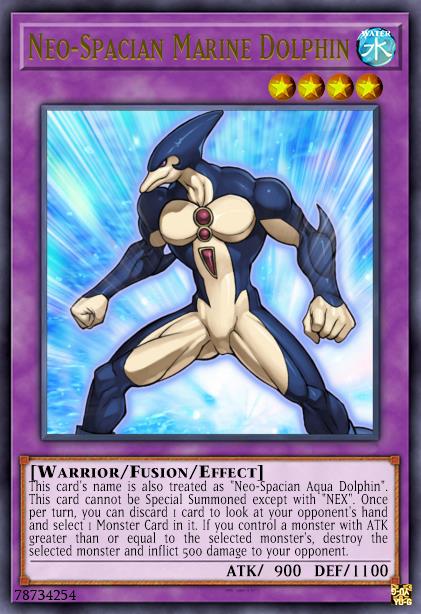 Neo-Spacian Marine Dolphin
WATER
水
[Warrior/Fusion/Effect]
This card's name is also treated as "Neo-Spacian Aqua Dolphin".
This card cannot be Special Summoned except with "NEX". Once
per turn, you can discard 1 card to look at your opponent's hand
and select 1 Monster Card in it. If you control a monster with ATK
greater than or equal to the selected monster's, destroy the
selected monster and inflict 500 damage to your opponent.
ATK/ 900 DEF/1100
78734254